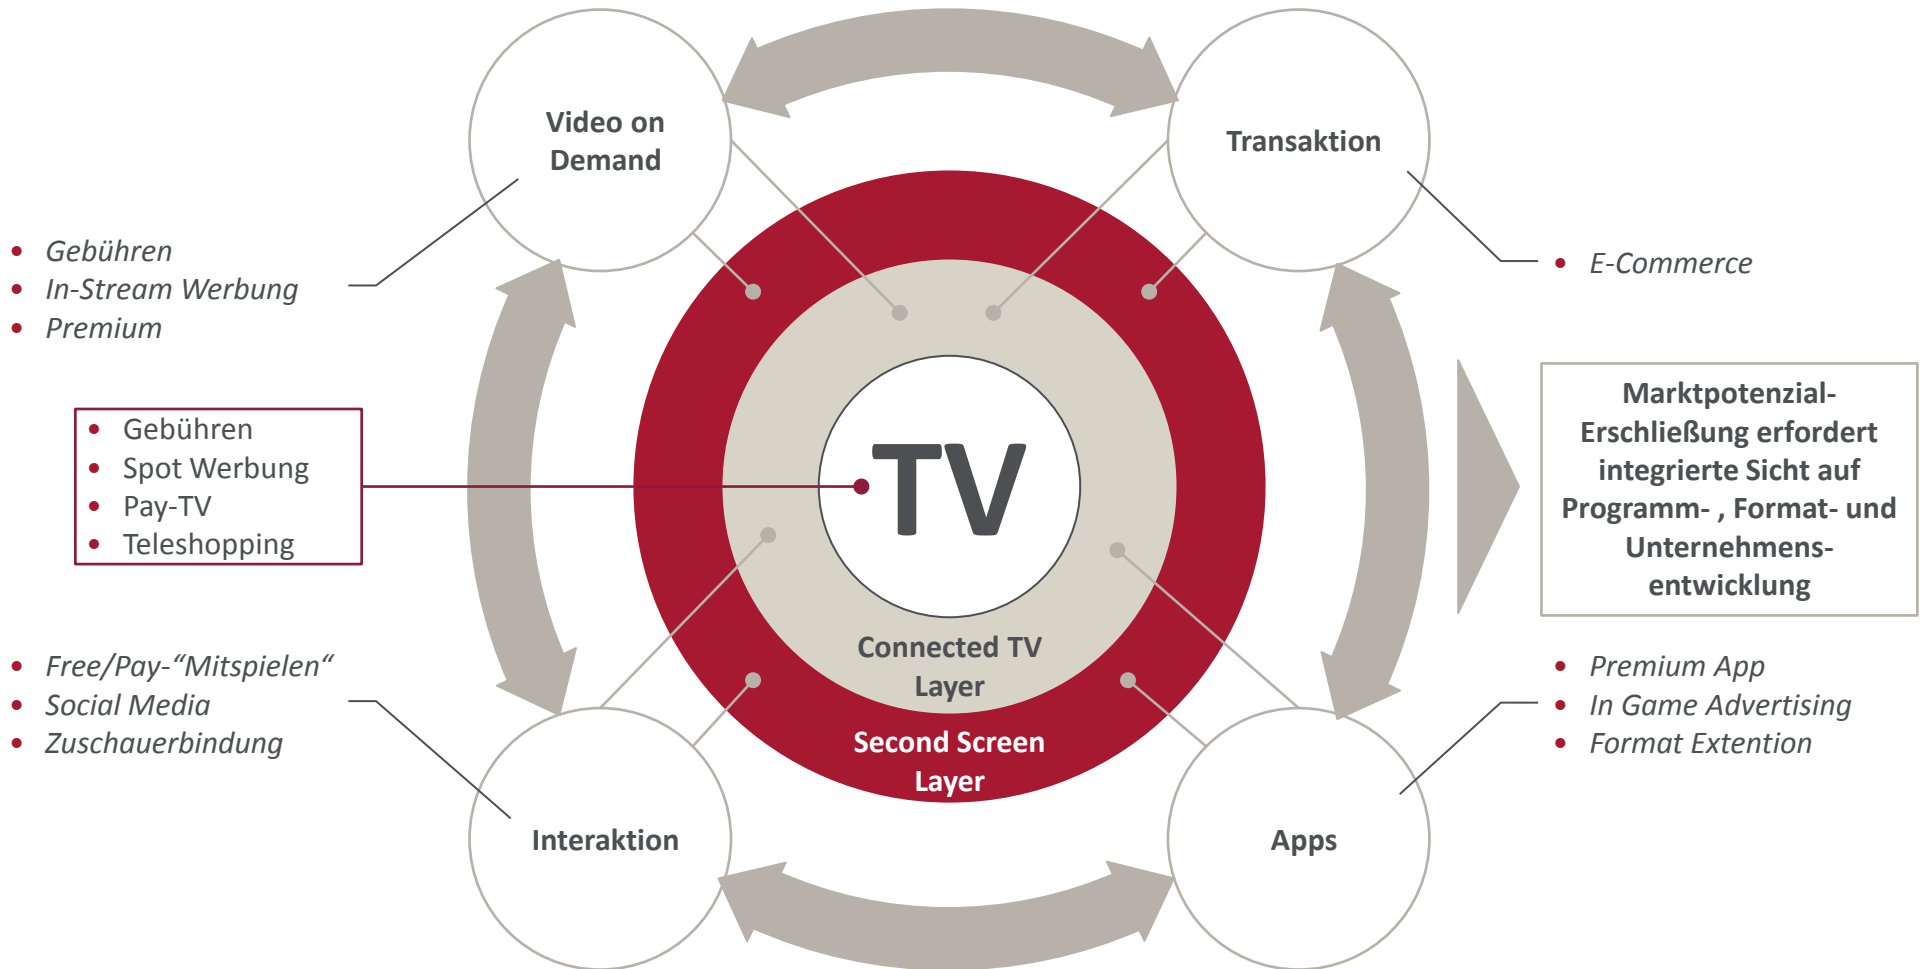 Video on
Demand
Transaktion
• Gebühren
• In-Stream Werbung
• Premium
• E-Commerce
• Gebühren
• Spot Werbung
• Pay-TV
• Teleshopping
TV
Marktpotenzial-
Erschließung erfordert
integrierte Sicht auf
Programm- , Format- und
Unternehmens-
entwicklung
Connected TV
Layer
Second Screen
Layer
• Free/Pay-“Mitspielen“
• Social Media
• Zuschauerbindung
• Premium App
• In Game Advertising
• Format Extention
Interaktion
Apps